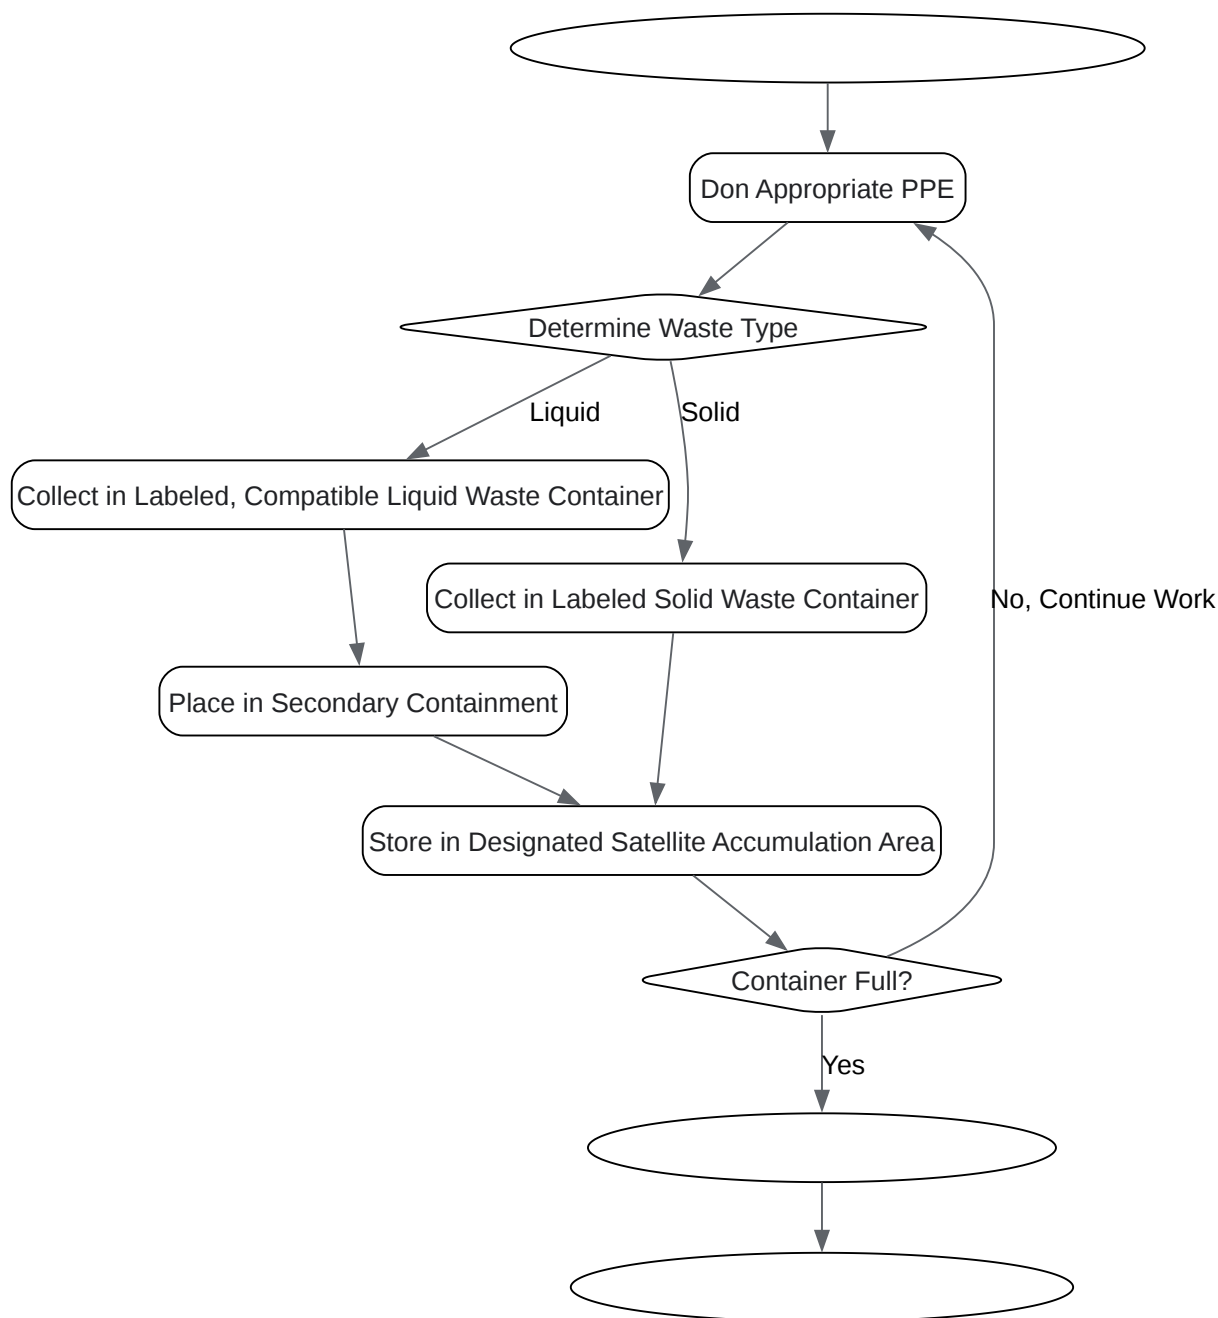 Don Appropriate PPE
Determine Waste Type
Liquid
Solid
Collect in Labeled, Compatible Liquid Waste Container
Collect in Labeled Solid Waste Container
No, Continue Work
Place in Secondary Containment
Store in Designated Satellite Accumulation Area
Container Full?
Yes